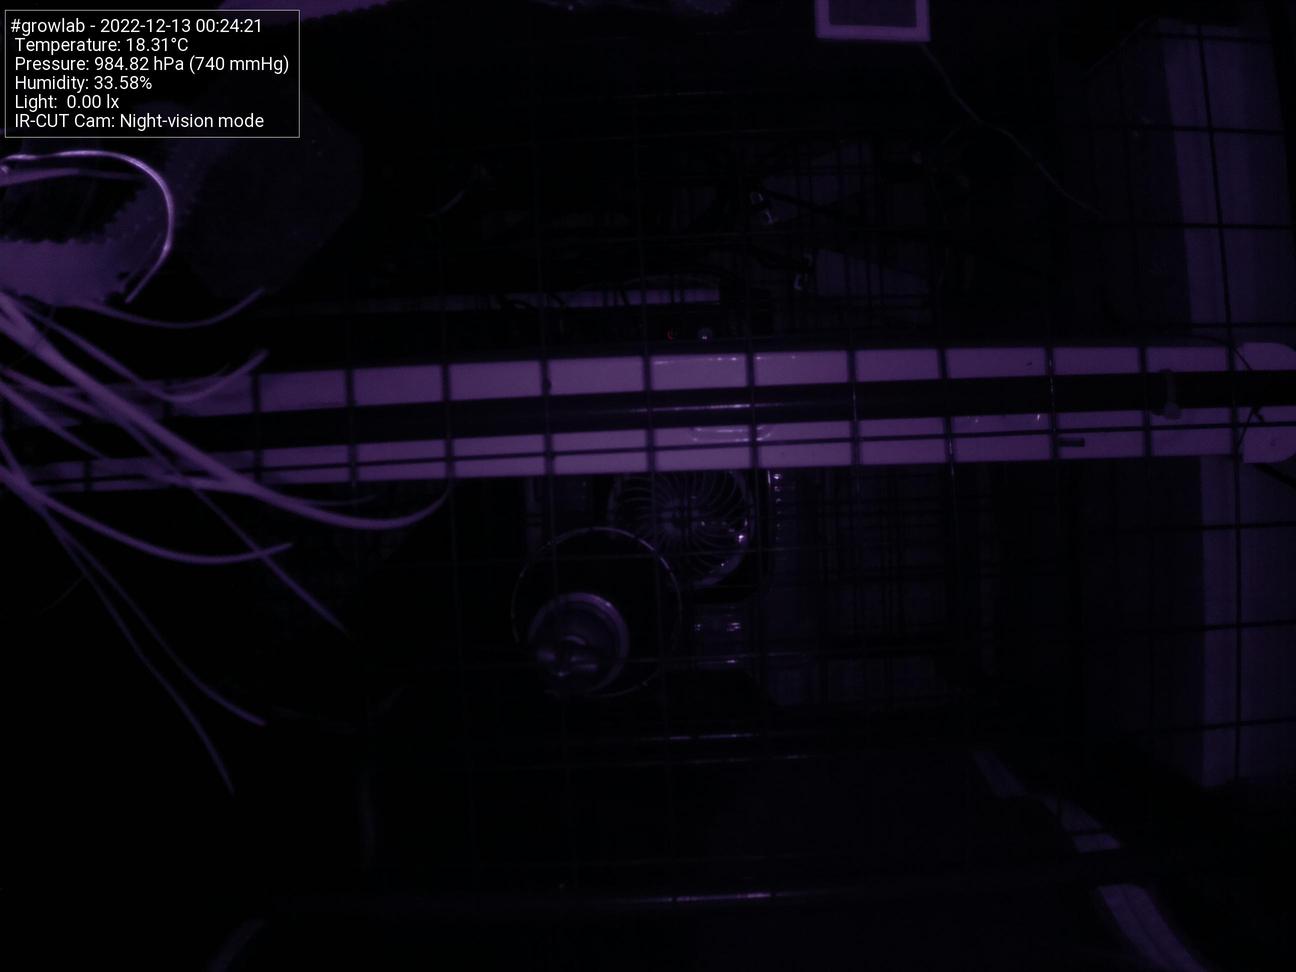 #growlab - 2022-12-13 00:24:21
Temperature: 18.31°C
Pressure: 984.82 hPa (740 mmHg)
Humidity: 33.58%
Light:  0.00 lx
IR-CUT Cam: Night-vision mode